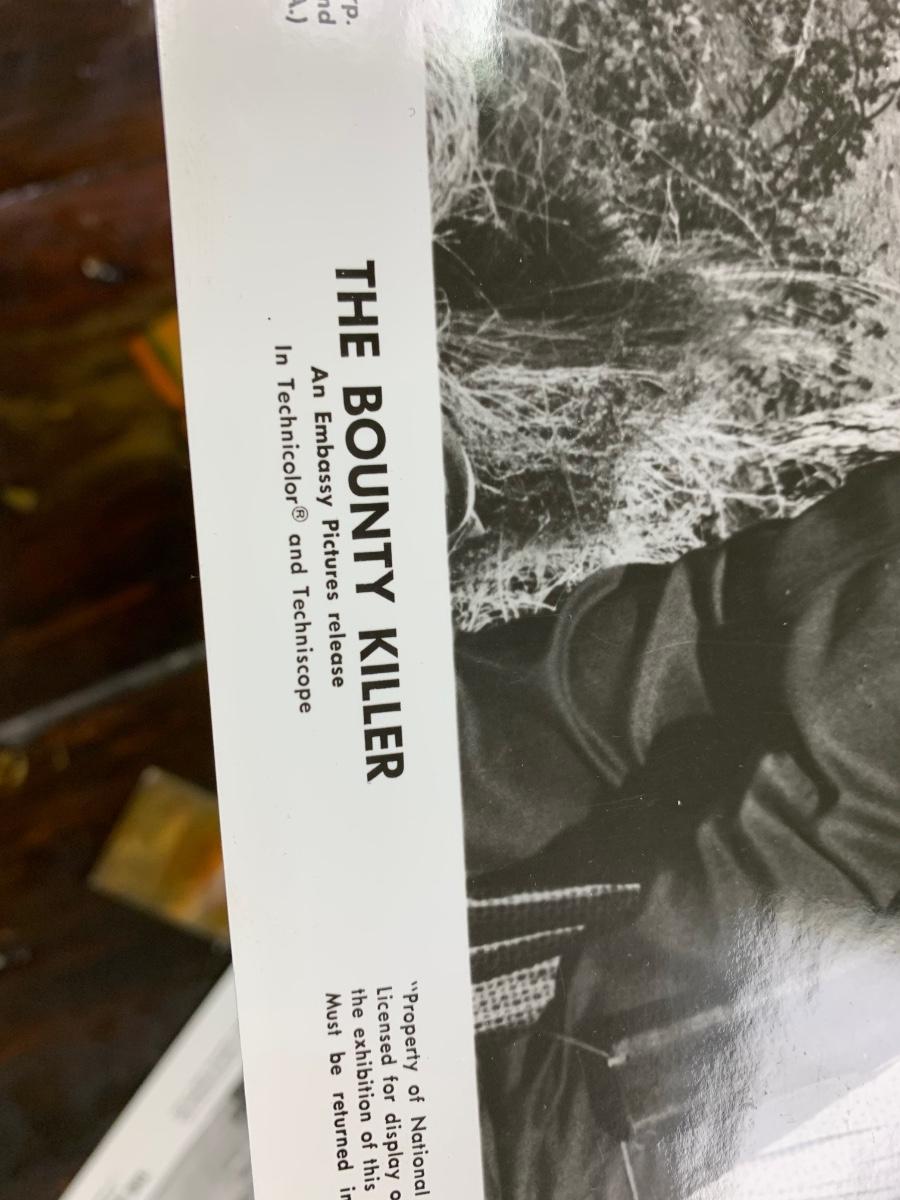 THE BOUNTY KILLER
An Embassy Pictures release
In Technicolor® and Techniscope
"Property of National
Licensed for display
the exhibition of this
Must be returned